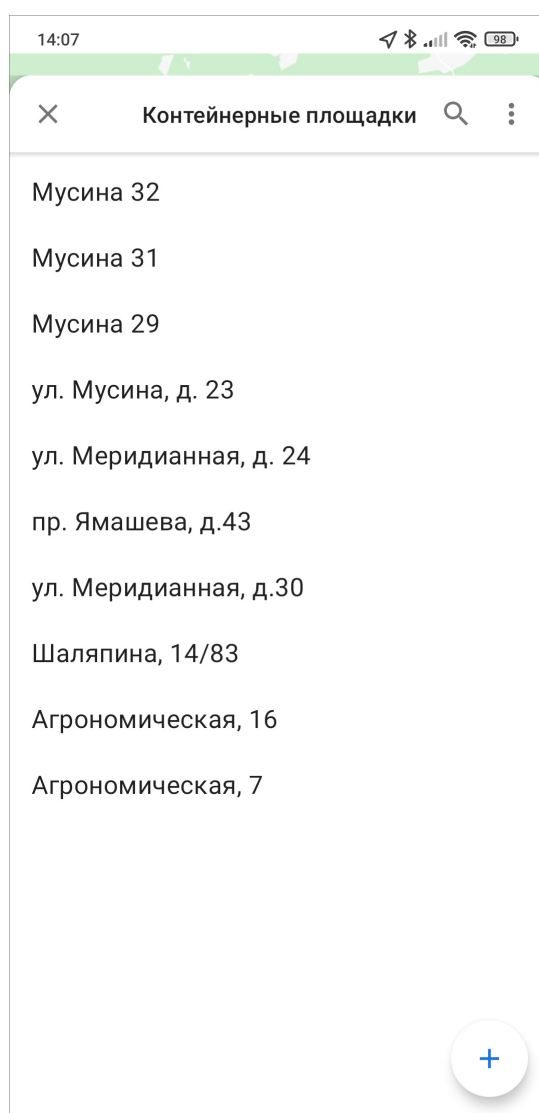 14:07
98
Контейнерные площадки
Мусина 32
Мусина 31
Мусина 29
ул. Мусина, д. 23
ул. Меридианная, д. 24
пр. Ямашева, д.43
ул. Меридианная, д.30
Шаляпина, 14/83
Агрономическая, 16
Агрономическая, 7